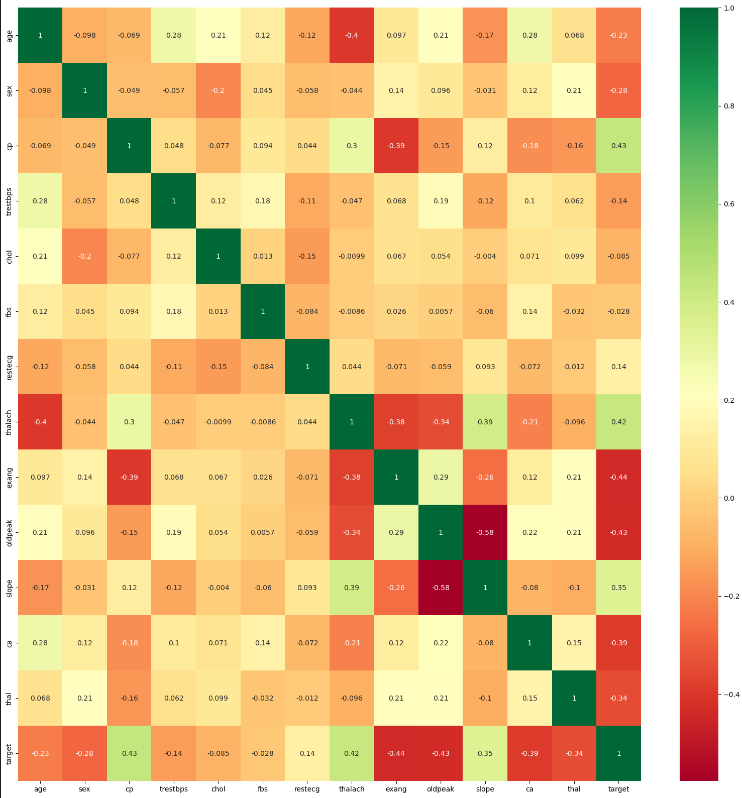 age 1 -0.098 -0.069 0.28 0.21 0.12 -0.12 -0.4 0.097 0.21 -0.17 0.28 0.068 -0.23
sex -0.098 1 -0.049 -0.057 -0.2 0.045 -0.058 -0.044 0.14 0.096 -0.031 0.12 0.21 -0.28
cp -0.069 -0.049 1 0.048 -0.077 0.094 0.044 0.3 -0.39 -0.15 0.12 -0.18 -0.16 0.43
trestbps 0.28 -0.057 0.048 1 0.12 0.18 -0.11 -0.047 0.068 0.19 -0.12 0.1 0.062 -0.14
chol 0.21 -0.2 -0.077 0.12 1 0.013 -0.15 -0.0099 0.067 0.054 -0.004 0.071 0.099 -0.085
fbs 0.12 0.045 0.094 0.18 0.013 1 -0.084 -0.0086 0.026 0.0057 -0.06 0.14 -0.032 -0.028
restecg -0.12 -0.058 0.044 -0.11 -0.15 -0.084 1 0.044 -0.071 -0.059 0.093 -0.072 -0.012 0.14
thalach -0.4 -0.044 0.3 -0.047 -0.0099 -0.0086 0.044 1 -0.38 -0.34 0.39 -0.21 -0.096 0.42
exang 0.097 0.14 -0.39 0.068 0.067 0.026 -0.071 -0.38 1 0.29 -0.26 0.12 0.21 -0.44
oldpeak 0.21 0.096 -0.15 0.19 0.054 0.0057 -0.059 -0.34 0.29 1 -0.58 0.22 0.21 -0.43
slope -0.17 -0.031 0.12 -0.12 -0.004 -0.06 0.093 0.39 -0.26 -0.58 1 -0.08 -0.1 0.35
ca 0.28 0.12 -0.18 0.1 0.071 0.14 -0.072 -0.21 0.12 0.22 -0.08 1 0.15 -0.39
thal 0.068 0.21 -0.16 0.062 0.099 -0.032 -0.012 -0.096 0.21 0.21 -0.1 0.15 1 -0.34
target -0.23 -0.28 0.43 -0.14 -0.085 -0.028 0.14 0.42 -0.44 -0.43 0.35 -0.39 -0.34 1
age sex cp trestbps chol fbs restecg thalach exang oldpeak slope ca thal target
1.0
0.8
0.6
0.4
0.2
0.0
−0.2
−0.4